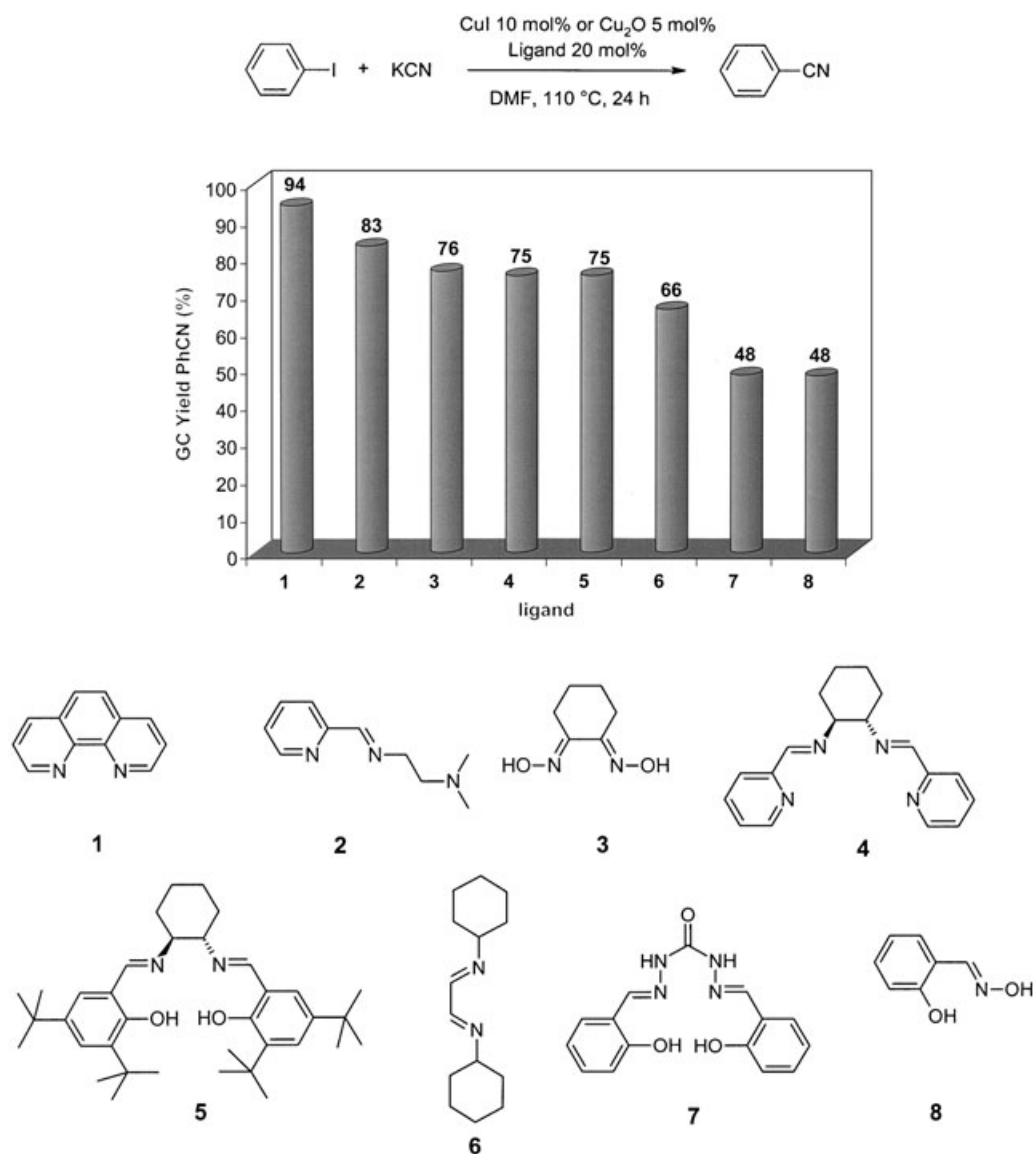 CuI 10 mol% or Cu₂O 5 mol%
Ligand 20 mol%
I + KCN
CN
DMF, 110 °C, 24 h
GC Yield PhCN (%)
100
90
80
70
60
50
40
30
20
10
0
94
83
76
75
75
66
48
48
1 2 3 4 5 6 7 8
ligand
N N
1
N N N
2
HO N N OH
3
N N N N
4
N N
OH HO
5
N
N
6
O
NH NH
N N
OH HO
7
N OH
OH
8